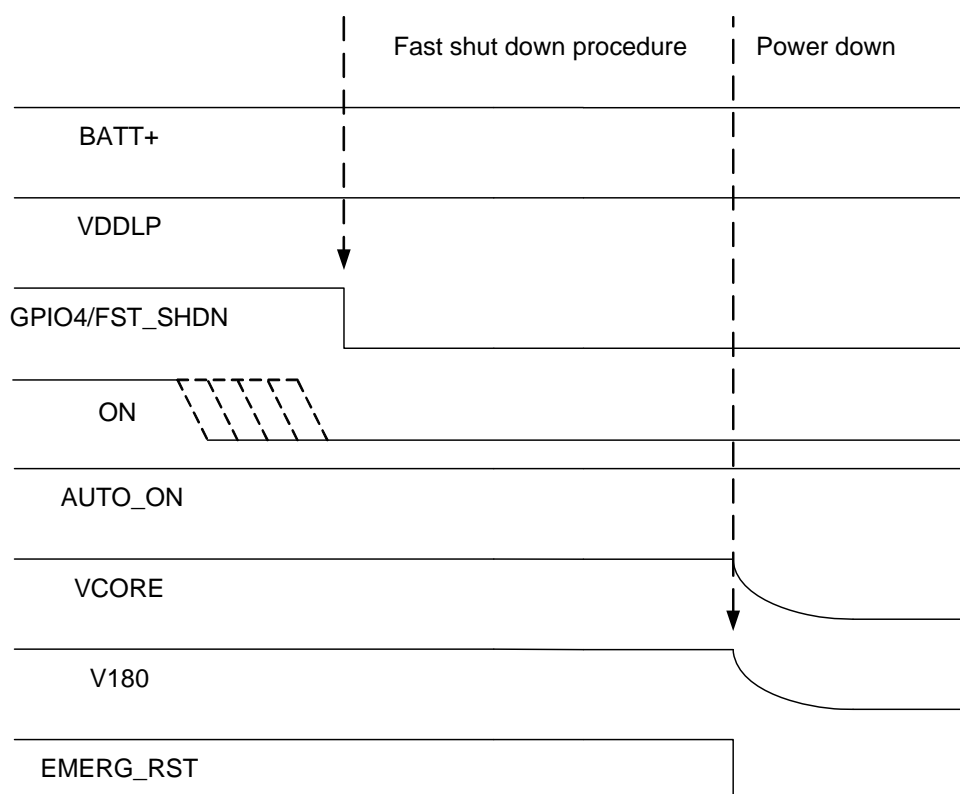 Fast shut down procedure
Power down
BATT+
VDDLP
GPIO4/FST_SHDN
ON
AUTO_ON
VCORE
V180
EMERG_RST